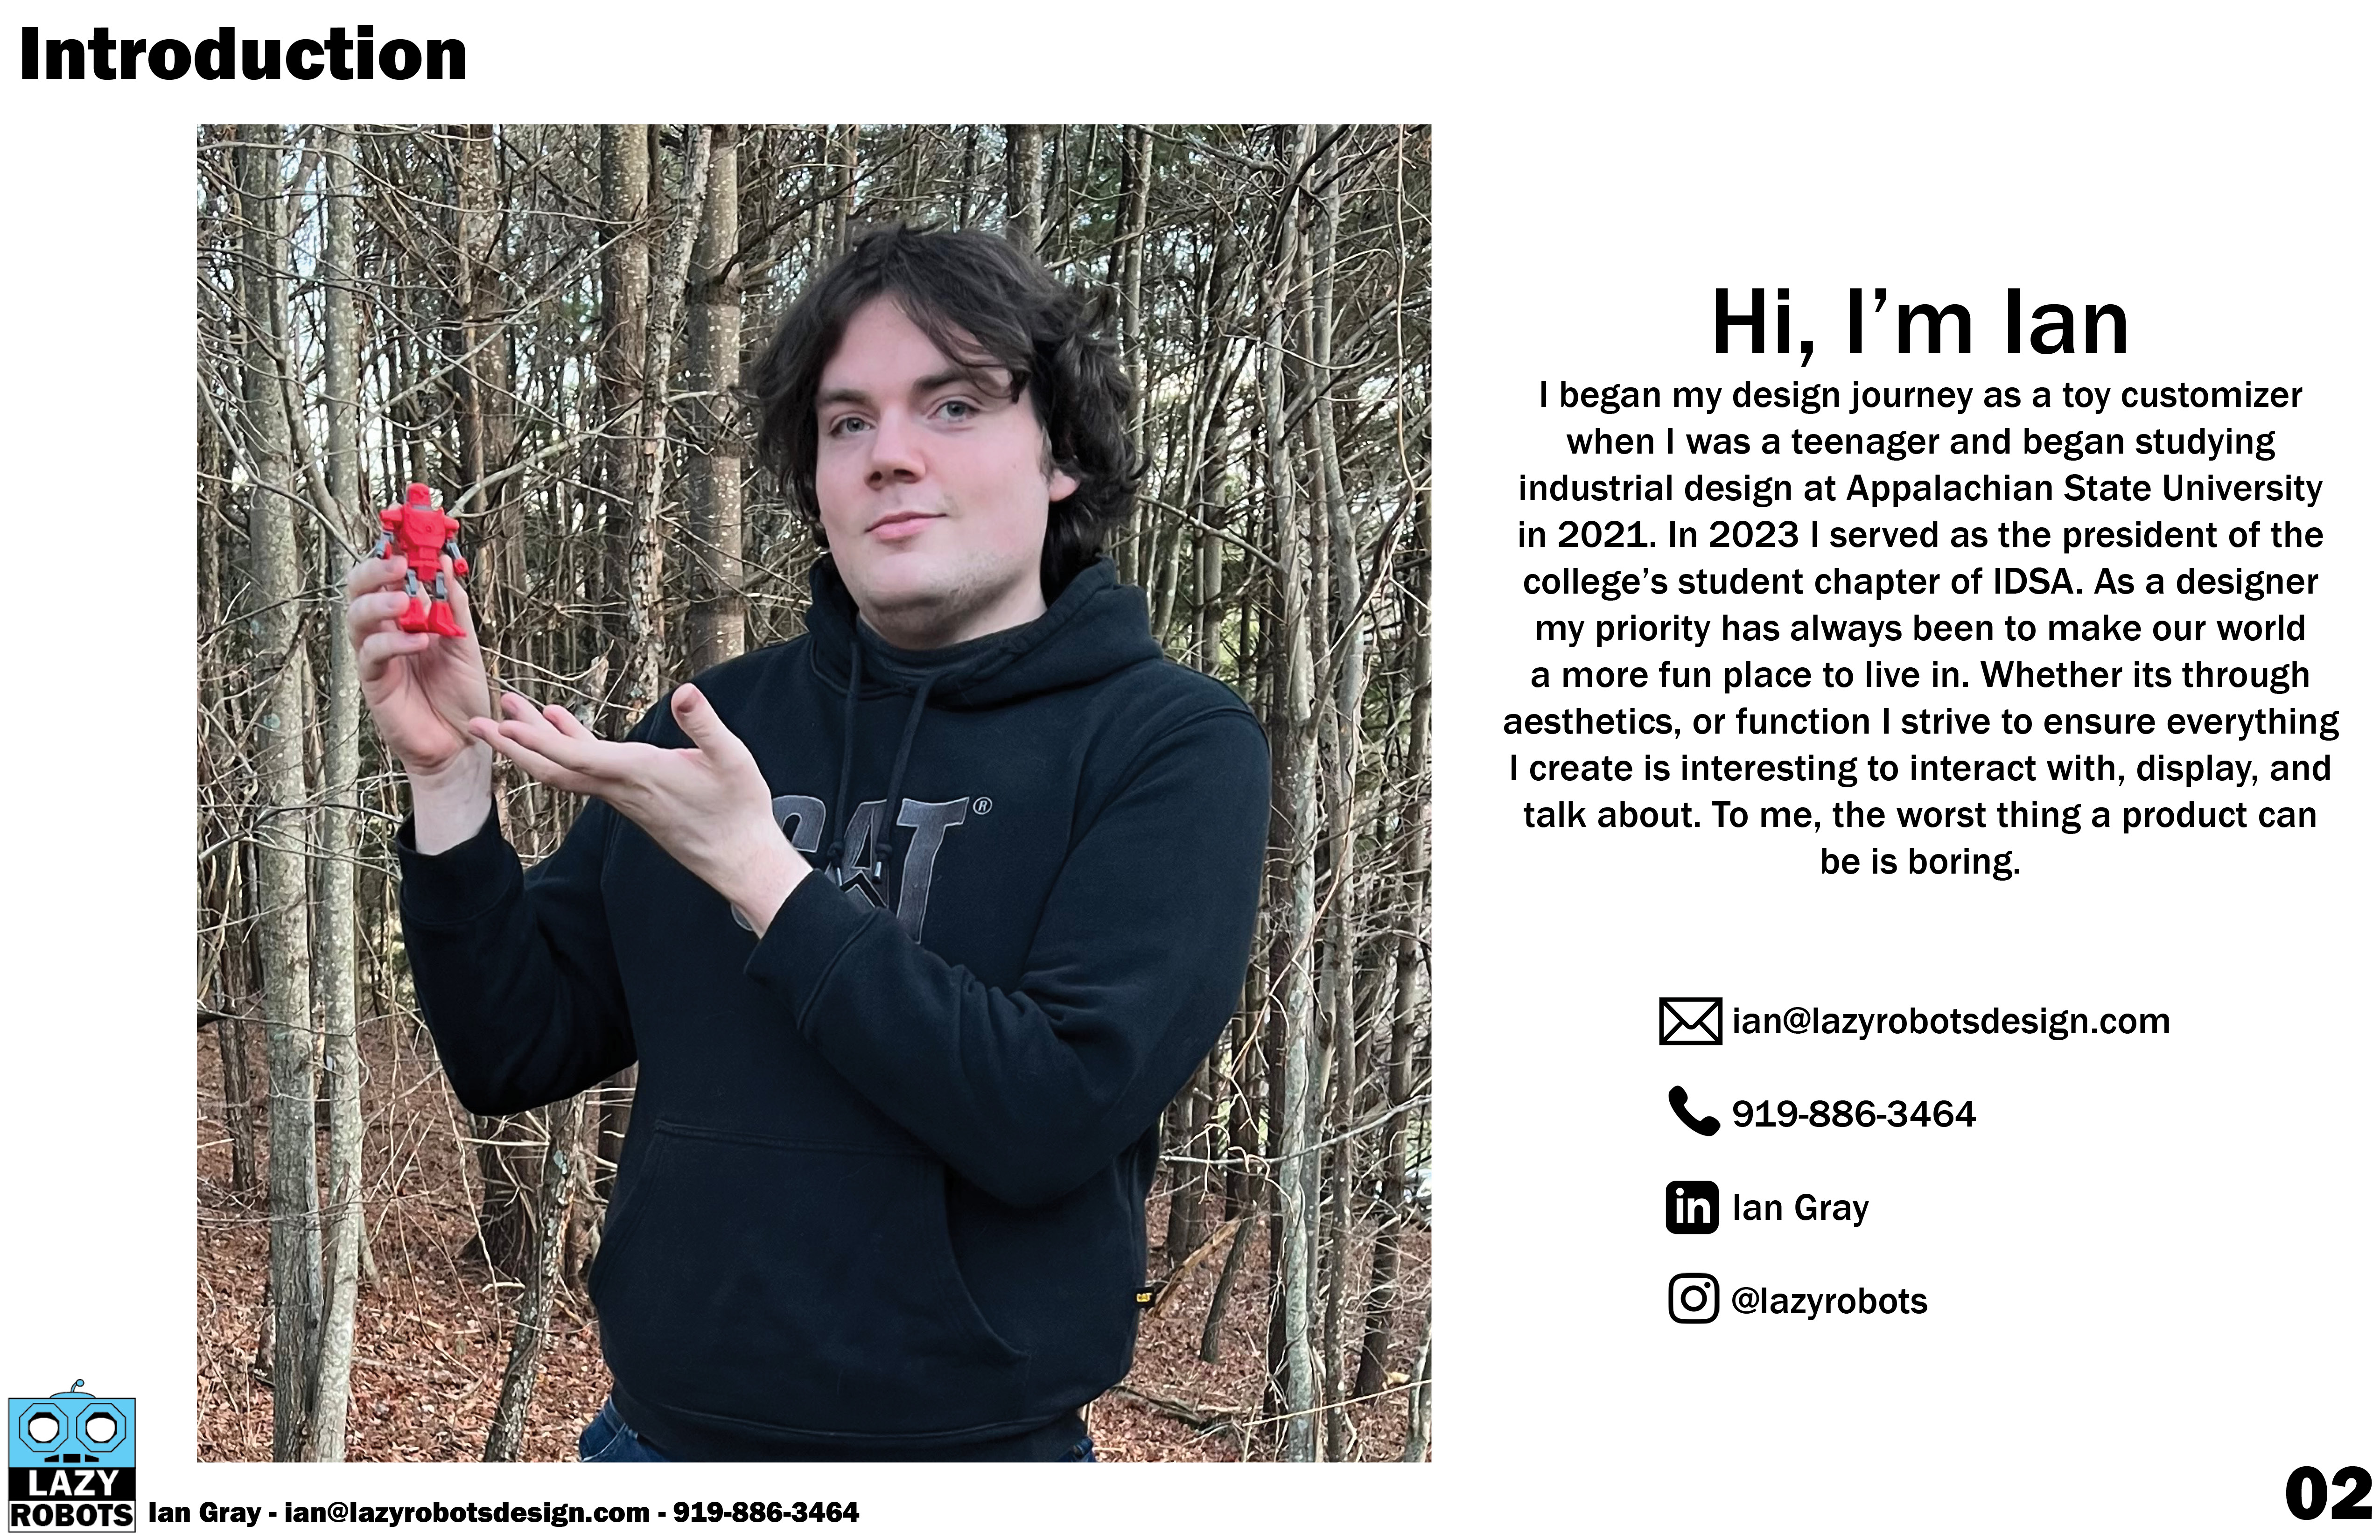 Introduction
Hi, I’m Ian
I began my design journey as a toy customizer
when I was a teenager and began studying
industrial design at Appalachian State University
in 2021. In 2023 I served as the president of the
college’s student chapter of IDSA. As a designer
my priority has always been to make our world
a more fun place to live in. Whether its through
aesthetics, or function I strive to ensure everything
I create is interesting to interact with, display, and
talk about. To me, the worst thing a product can
be is boring.
ian@lazyrobotsdesign.com
919-886-3464
in Ian Gray
@lazyrobots
CAT®
CAT
LAZY
ROBOTS
Ian Gray - ian@lazyrobotsdesign.com - 919-886-3464
02